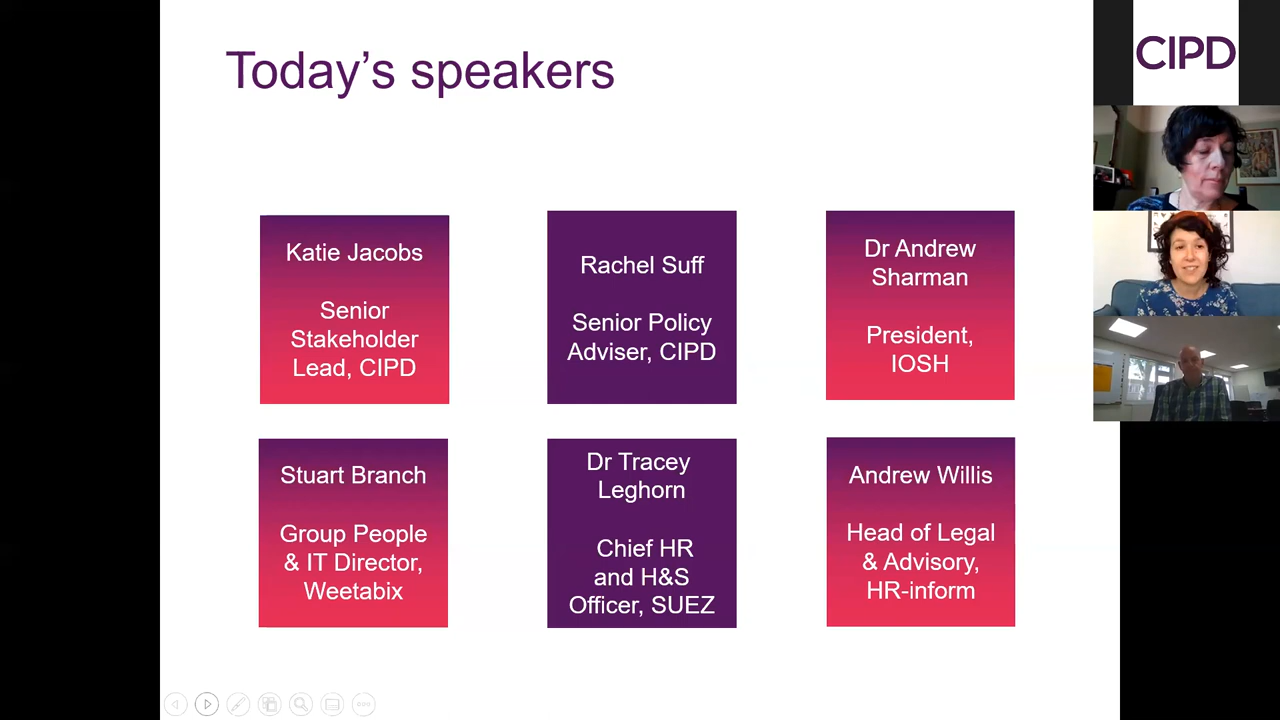 Today's speakers
CIPD
Katie Jacobs
Senior
Stakeholder
Lead, CIPD
Rachel Suff
Senior Policy
Adviser, CIPD
Dr Andrew
Sharman
President,
IOSH
Stuart Branch
Group People
& IT Director,
Weetabix
Dr Tracey
Leghorn
Chief HR
and H&S
Officer, SUEZ
Andrew Willis
Head of Legal
& Advisory,
HR-inform